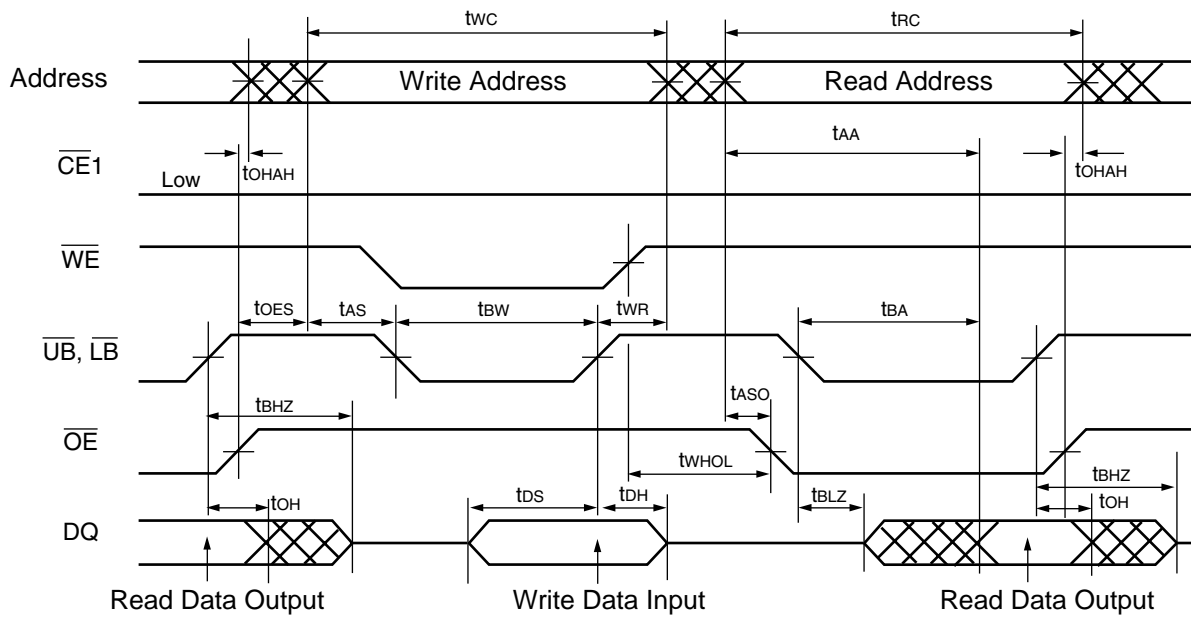 tWC
tRC
Address
Write Address
Read Address
tAA
CE1
Low
tOHAH
tOHAH
WE
tOES
tAS
tBW
tWR
tBA
UB, LB
tBHZ
tASO
OE
tWHOL
tBHZ
tOH
tDS
tDH
tBLZ
tOH
DQ
Read Data Output
Write Data Input
Read Data Output